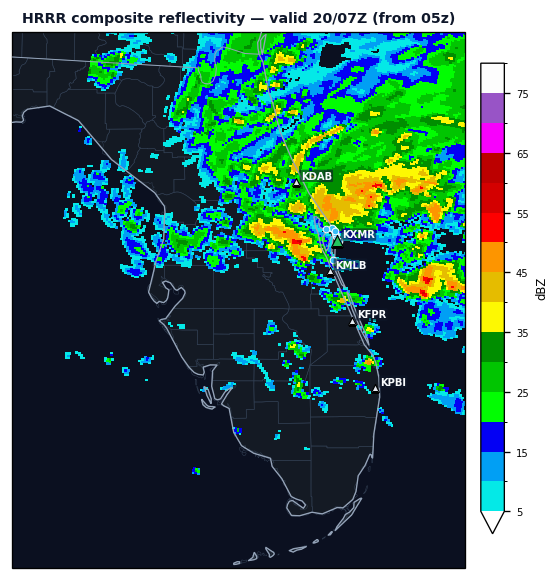 HRRR composite reflectivity — valid 20/07Z (from 05z)
KDAB
KXMR
KMLB
KFPR
KPBI
75
65
55
45
35
25
15
5
dBZ